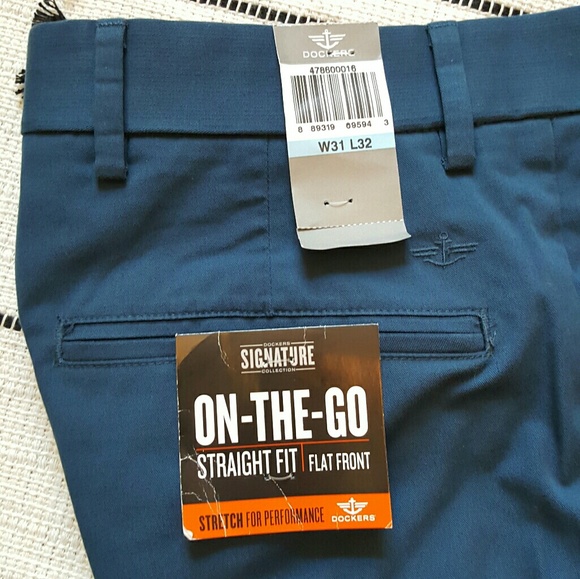 DOCKERS
478600016
8 89319 69594 3
W31 L32
DOCKERS
SIGNATURE
COLLECTION
ON-THE-GO
STRAIGHT FIT | FLAT FRONT
STRETCH FOR PERFORMANCE
DOCKERS®